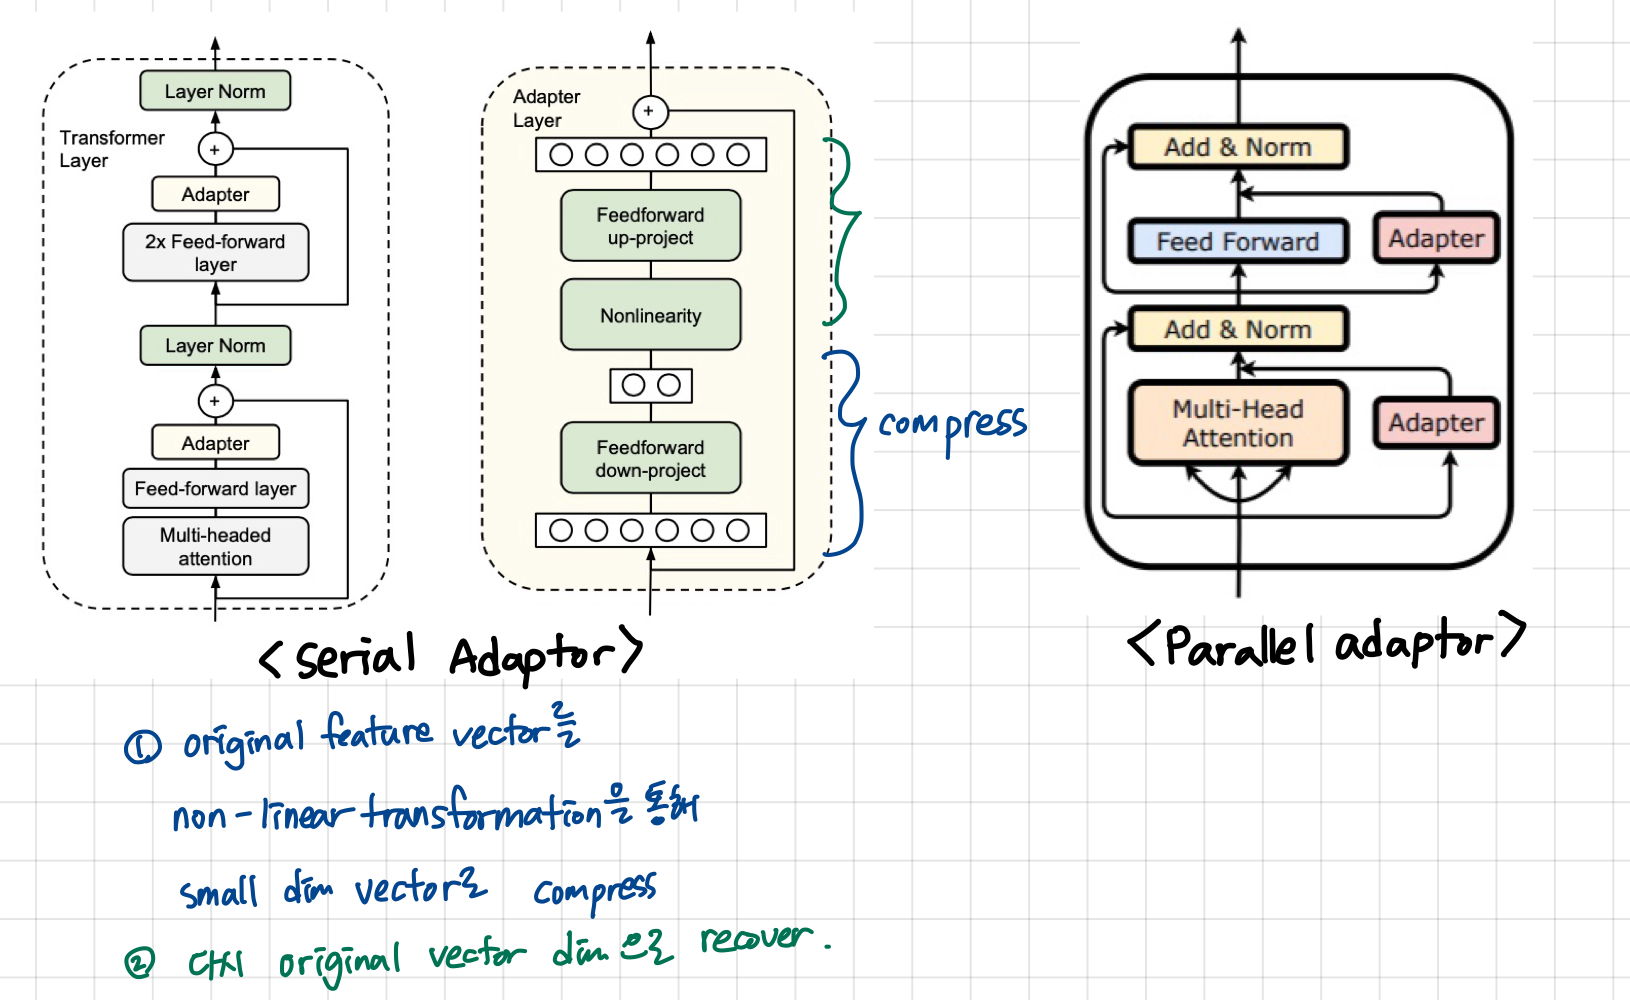 Layer Norm
Transformer
Layer
+
Adapter
2x Feed-forward
layer
Layer Norm
+
Adapter
Feed-forward layer
Multi-headed
attention
Adapter
Layer
+
Feedforward
up-project
Nonlinearity
Feedforward
down-project
compress
Add & Norm
Feed Forward
Adapter
Add & Norm
Multi-Head
Attention
Adapter
<serial Adaptor>
<Parallel adaptor>
① original feature vector를
non-linear transformation을 통해
small dim vector로 compress
② 다시 original vector dim으로 recover.